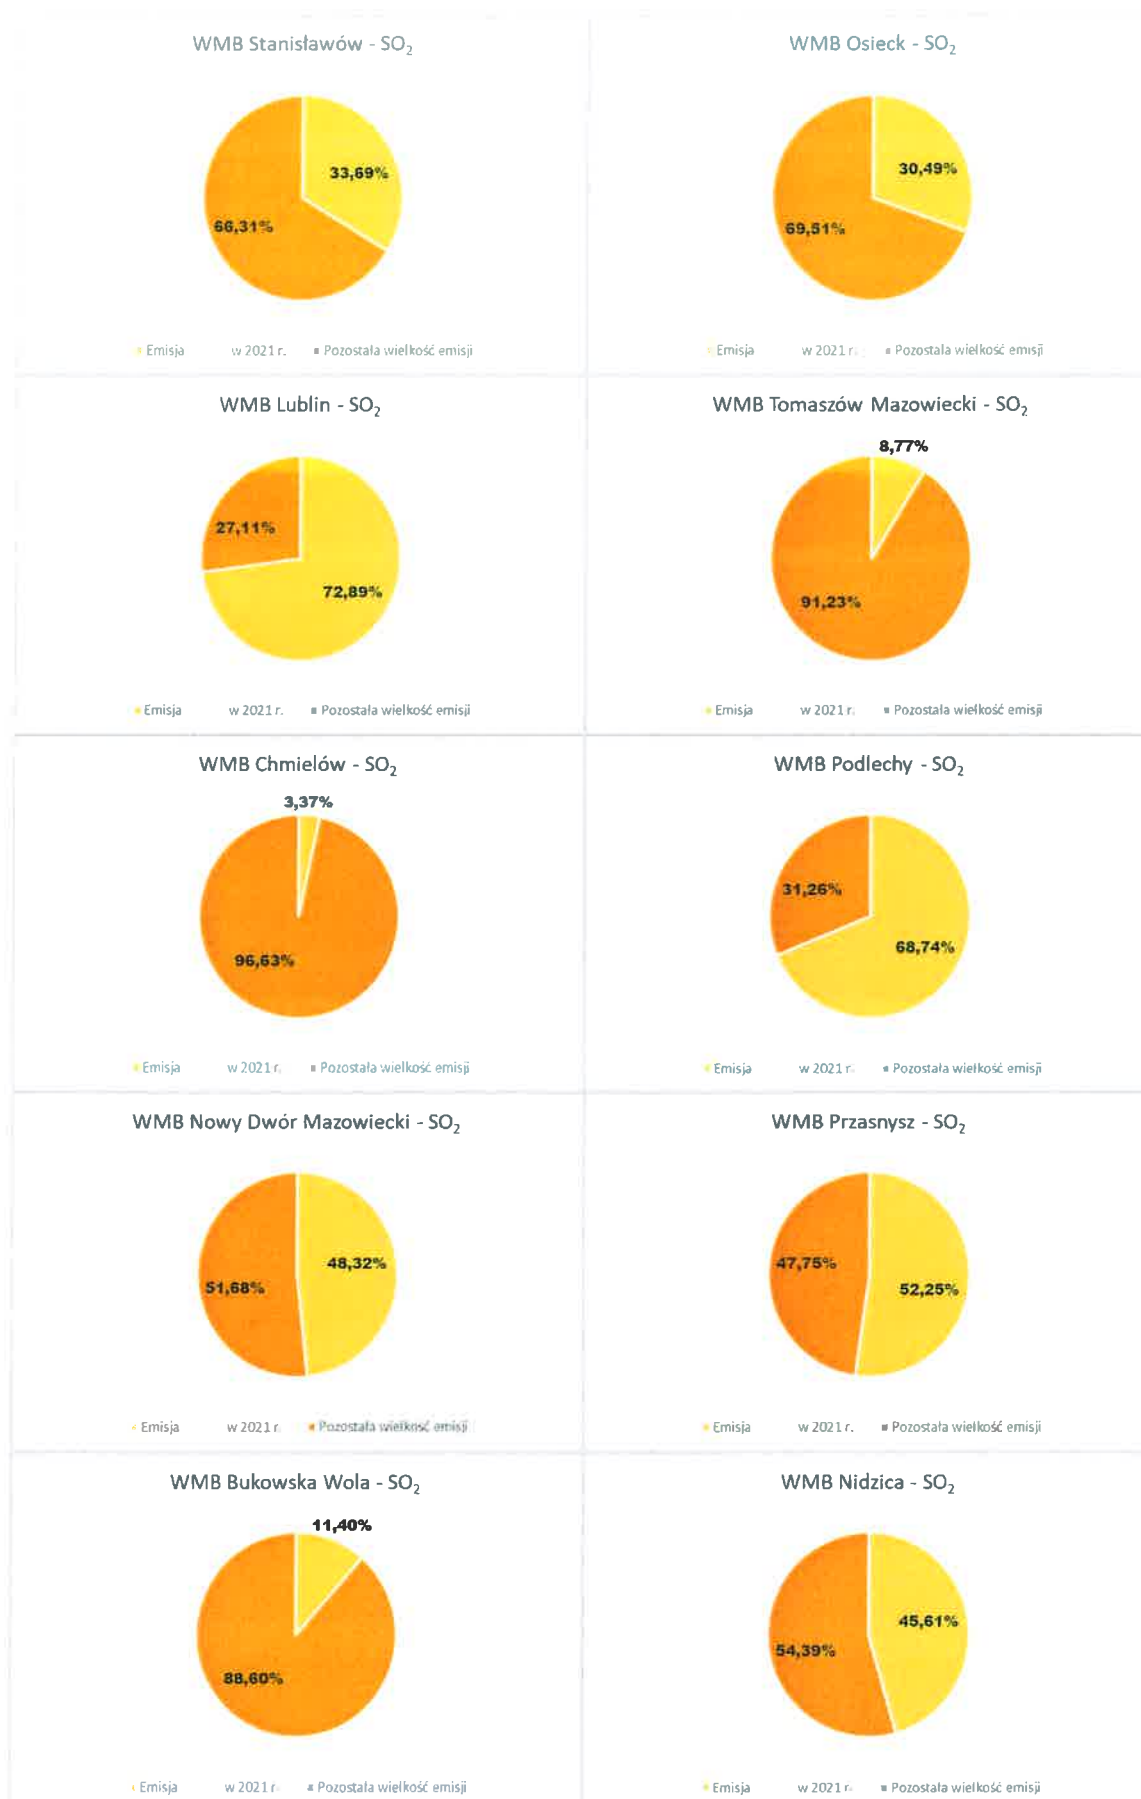 WMB Stanisławów - SO₂
33,69%
66,31%
Emisja w 2021 r. Pozostała wielkość emisji
WMB Osieck - SO₂
30,49%
69,51%
Emisja w 2021 r. Pozostała wielkość emisji
WMB Lublin - SO₂
27,11%
72,89%
Emisja w 2021 r. Pozostała wielkość emisji
WMB Tomaszów Mazowiecki - SO₂
8,77%
91,23%
Emisja w 2021 r. Pozostała wielkość emisji
WMB Chmielów - SO₂
3,37%
96,63%
Emisja w 2021 r. Pozostała wielkość emisji
WMB Podlechy - SO₂
31,26%
68,74%
Emisja w 2021 r. Pozostała wielkość emisji
WMB Nowy Dwór Mazowiecki - SO₂
48,32%
51,68%
Emisja w 2021 r. Pozostała wielkość emisji
WMB Przasnysz - SO₂
47,75%
52,25%
Emisja w 2021 r. Pozostała wielkość emisji
WMB Bukowska Wola - SO₂
11,40%
88,60%
Emisja w 2021 r. Pozostała wielkość emisji
WMB Nidzica - SO₂
45,61%
54,39%
Emisja w 2021 r. Pozostała wielkość emisji